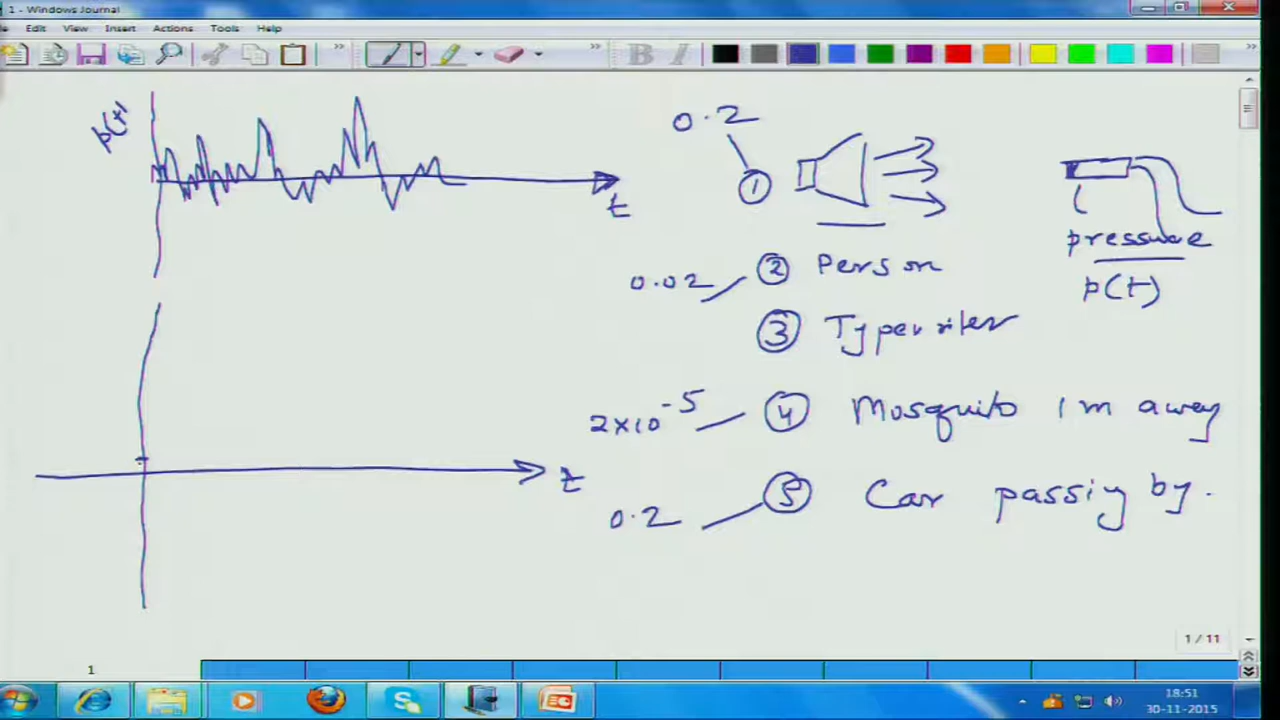 1 - Windows Journal
Edit View Insert Actions Tools Help
p(t)
t
0.2
1
pressure
p(t)
0.02
2 Person
3 Typewriter
2x10-5
4 Mosquito 1m away
t
0.2
5 Car passiy by.
1 / 11
1
18:51
30-11-2015